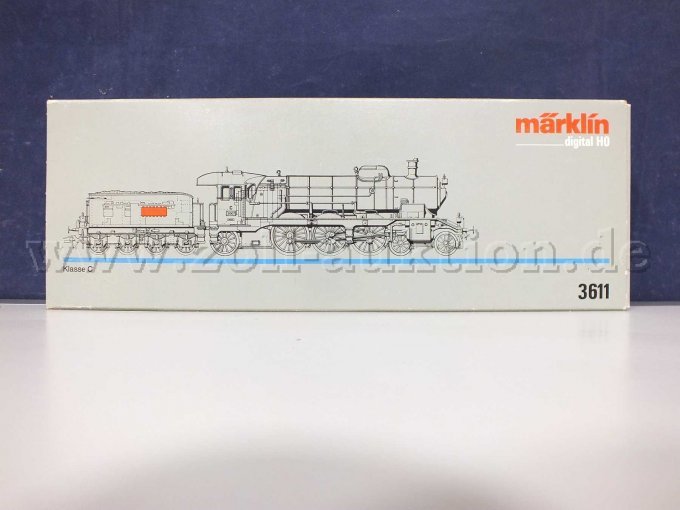 märklin
digital HO
www.zoll-auktion.de
Klasse C
3611